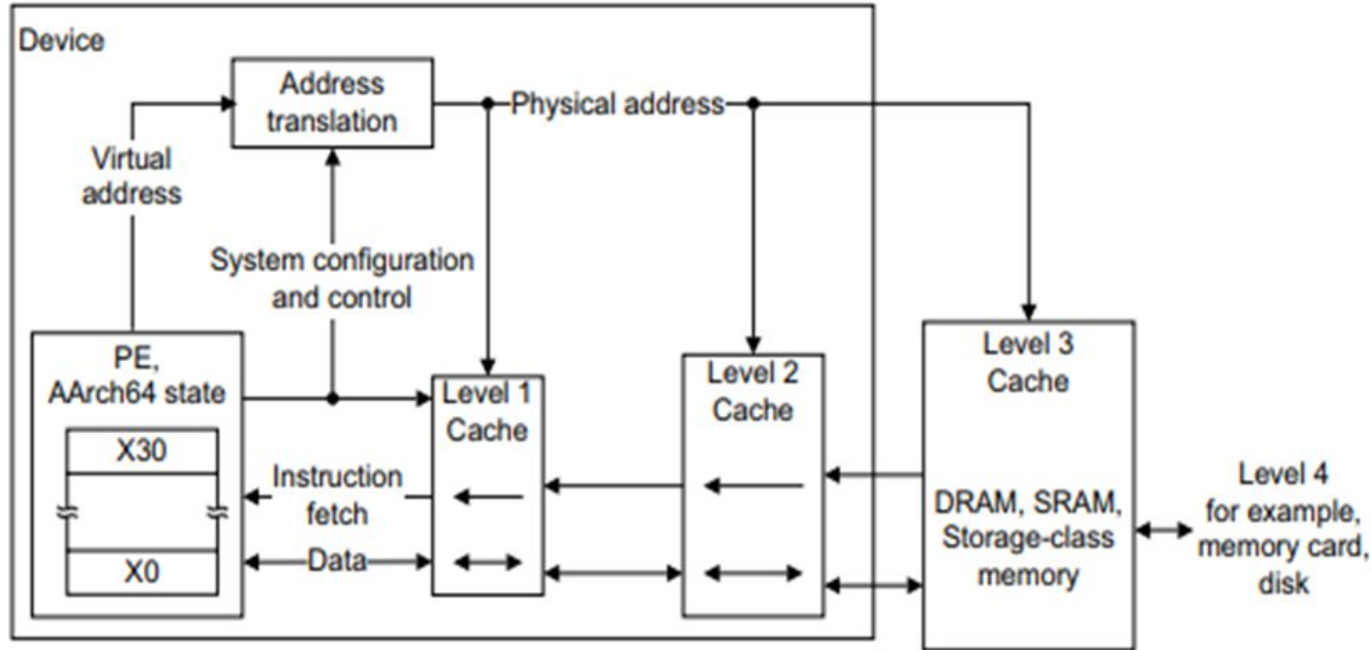 Device
Address
translation
Physical address
Virtual
address
System configuration
and control
PE,
AArch64 state
X30
X0
Instruction
fetch
Data
Level 1
Cache
Level 2
Cache
Level 3
Cache
DRAM, SRAM,
Storage-class
memory
Level 4
for example,
memory card,
disk